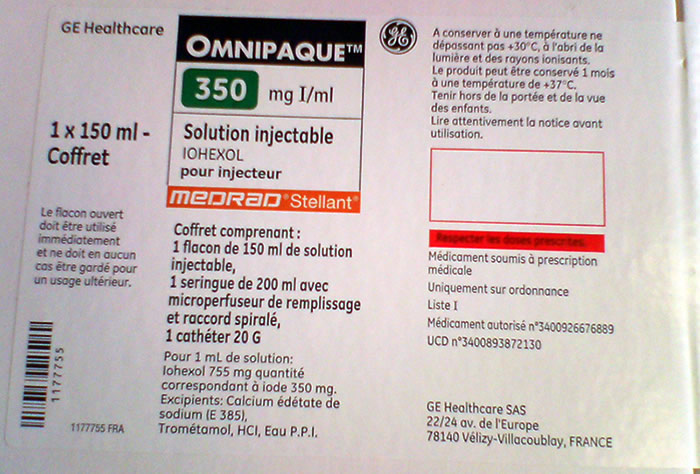 GE Healthcare
OMNIPAQUE™
350 mg I/ml
1 x 150 ml -
Coffret
Solution injectable
IOHEXOL
pour injecteur
MEDRAD® Stellant®
Le flacon ouvert
doit être utilisé
immédiatement
et ne doit en aucun
cas être gardé pour
un usage ultérieur.
Coffret comprenant :
1 flacon de 150 ml de solution
injectable,
1 seringue de 200 ml avec
microperfuseur de remplissage
et raccord spiralé,
1 cathéter 20 G
Pour 1 mL de solution:
Iohexol 755 mg quantité
correspondant à iode 350 mg.
Excipients: Calcium édétate de
sodium (E 385),
Trométamol, HCl, Eau P.P.I.
1177755
1177755 FRA
GE
A conserver à une température ne
dépassant pas +30°C, à l'abri de la
lumière et des rayons ionisants.
Le produit peut être conservé 1 mois
à une température de +37°C.
Tenir hors de la portée et de la vue
des enfants.
Lire attentivement la notice avant
utilisation.
Respecter les doses prescrites.
Médicament soumis à prescription
médicale
Uniquement sur ordonnance
Liste I
Médicament autorisé n°3400926676889
UCD n°3400893872130
GE Healthcare SAS
22/24 av. de l'Europe
78140 Vélizy-Villacoublay, FRANCE